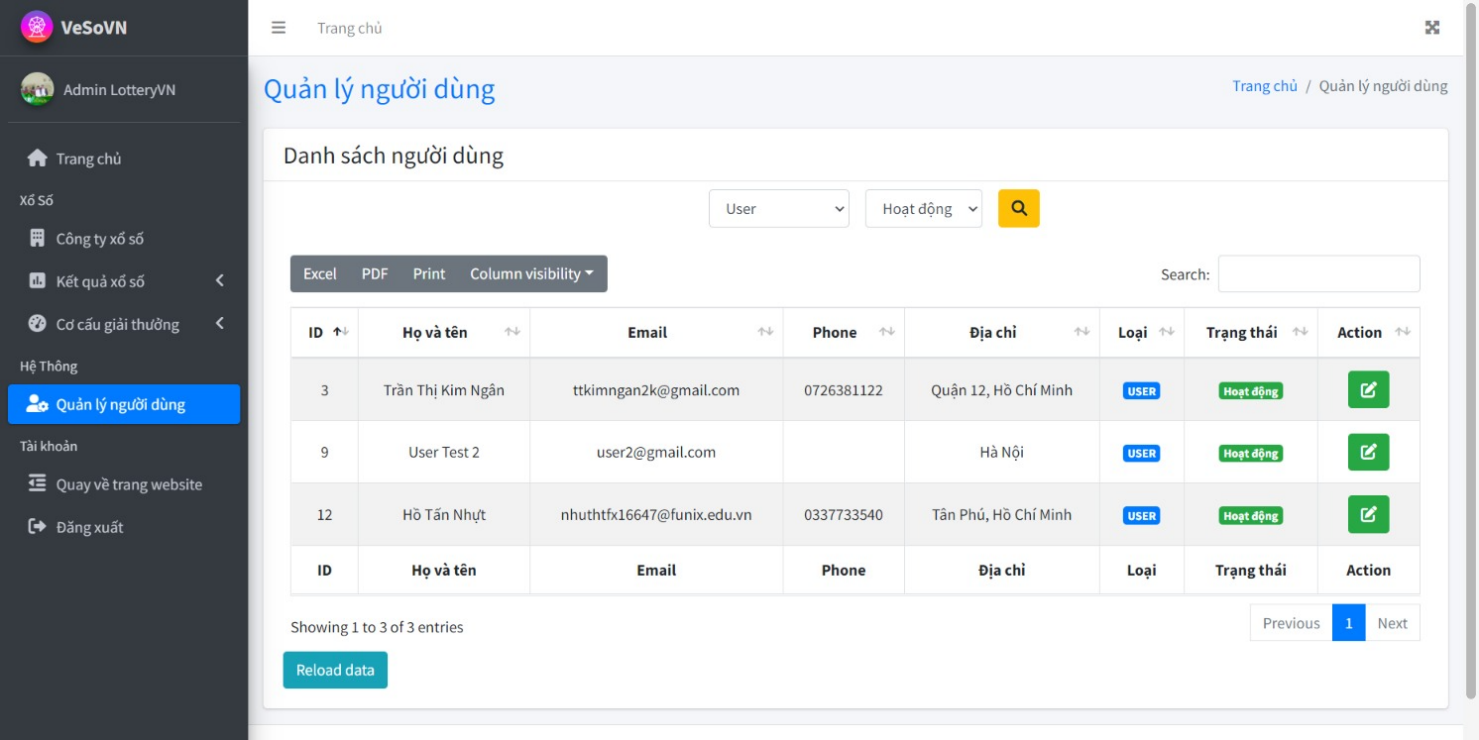 VeSoVN
Trang chủ
Admin LotteryVN
Quản lý người dùng
Trang chủ / Quản lý người dùng
Trang chủ
Xổ Số
Công ty xổ số
Kết quả xổ số
Cơ cấu giải thưởng
Hệ Thông
Quản lý người dùng
Tài khoản
Quay về trang website
Đăng xuất
Danh sách người dùng
User Hoạt động
Excel PDF Print Column visibility
Search:
ID Họ và tên Email Phone Địa chỉ Loại Trạng thái Action
3 Trần Thị Kim Ngân ttkimngan2k@gmail.com 0726381122 Quận 12, Hồ Chí Minh USER Hoạt động
9 User Test 2 user2@gmail.com Hà Nội USER Hoạt động
12 Hồ Tấn Nhựt nhuthtfx16647@funix.edu.vn 0337733540 Tân Phú, Hồ Chí Minh USER Hoạt động
ID Họ và tên Email Phone Địa chỉ Loại Trạng thái Action
Showing 1 to 3 of 3 entries
Previous 1 Next
Reload data